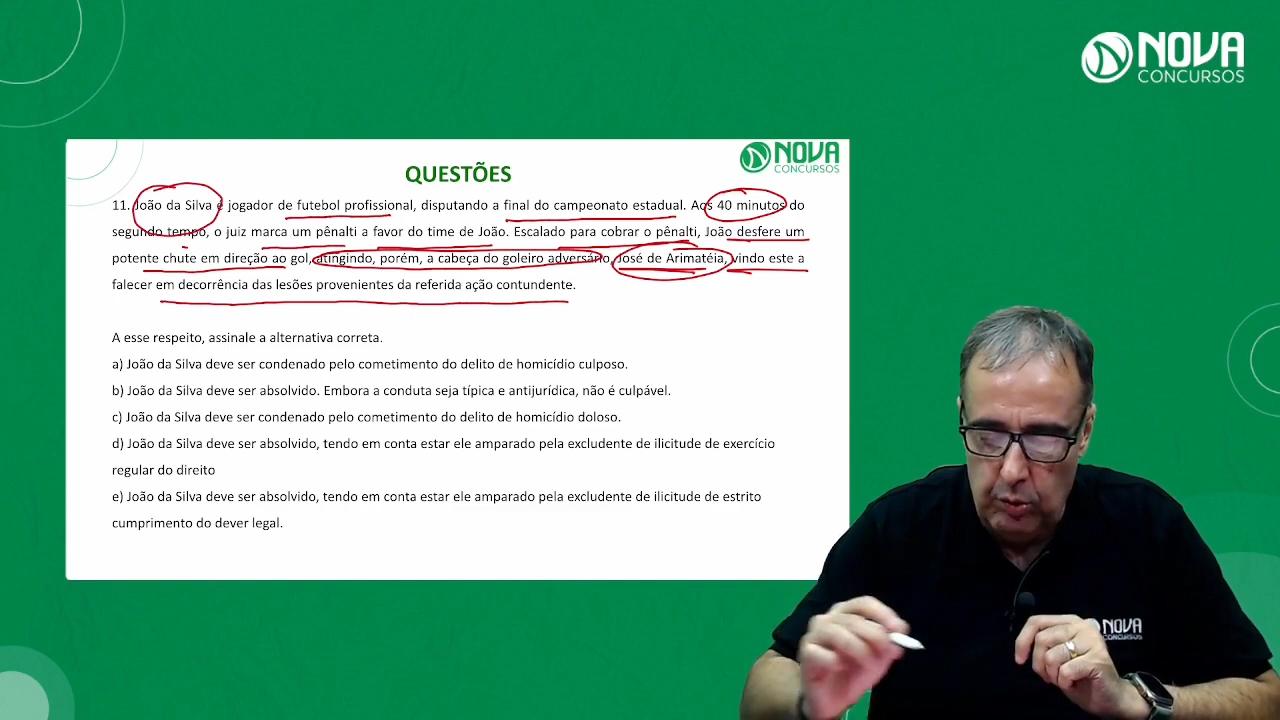 NOVA
CONCURSOS
NOVA
CONCURSOS
QUESTÕES
11. João da Silva é jogador de futebol profissional, disputando a final do campeonato estadual. Aos 40 minutos do
segundo tempo, o juiz marca um pênalti a favor do time de João. Escalado para cobrar o pênalti, João desfere um
potente chute em direção ao gol, atingindo, porém, a cabeça do goleiro adversário, José de Arimatéia, vindo este a
falecer em decorrência das lesões provenientes da referida ação contundente.
A esse respeito, assinale a alternativa correta.
a) João da Silva deve ser condenado pelo cometimento do delito de homicídio culposo.
b) João da Silva deve ser absolvido. Embora a conduta seja típica e antijurídica, não é culpável.
c) João da Silva deve ser condenado pelo cometimento do delito de homicídio doloso.
d) João da Silva deve ser absolvido, tendo em conta estar ele amparado pela excludente de ilicitude de exercício
regular do direito
e) João da Silva deve ser absolvido, tendo em conta estar ele amparado pela excludente de ilicitude de estrito
cumprimento do dever legal.
NOVA
CONCURSOS